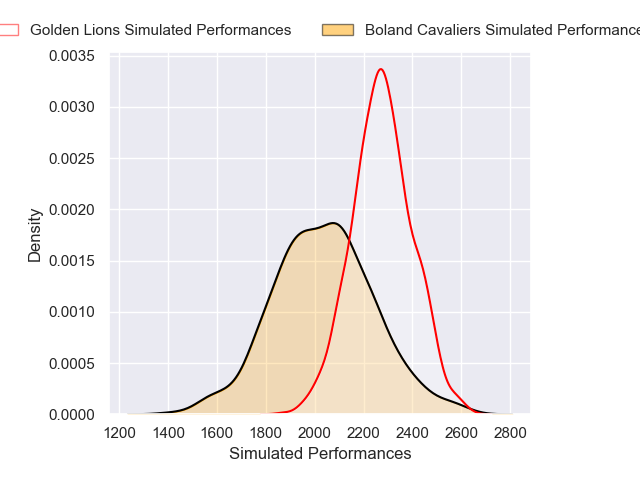 Golden Lions Simulated Performances Boland Cavaliers Simulated Performance
0.0035
0.0030
0.0025
0.0020
0.0015
0.0010
0.0005
0.0000
Density
1200 1400 1600 1800 2000 2200 2400 2600 2800
Simulated Performances